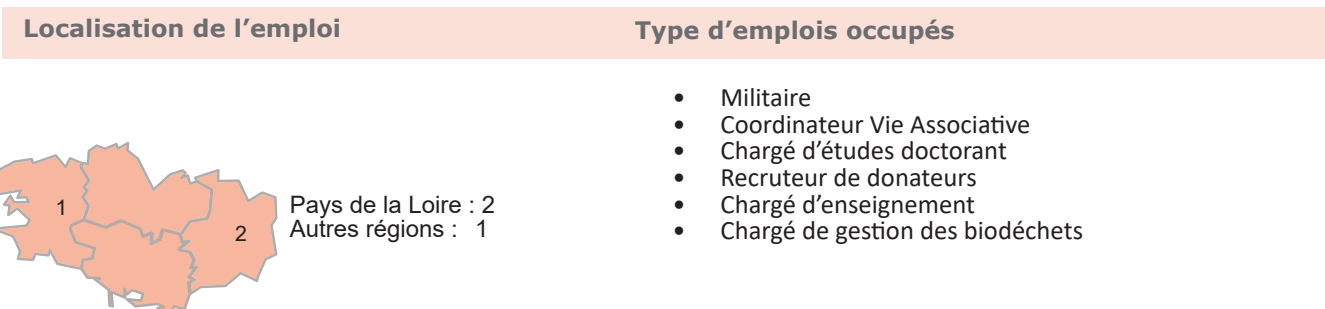 Localisation de l’emploi
Type d’emplois occupés
1
2
Pays de la Loire : 2
Autres régions : 1
• Militaire
• Coordinateur Vie Associative
• Chargé d'études doctorant
• Recruteur de donateurs
• Chargé d’enseignement
• Chargé de gestion des biodéchets